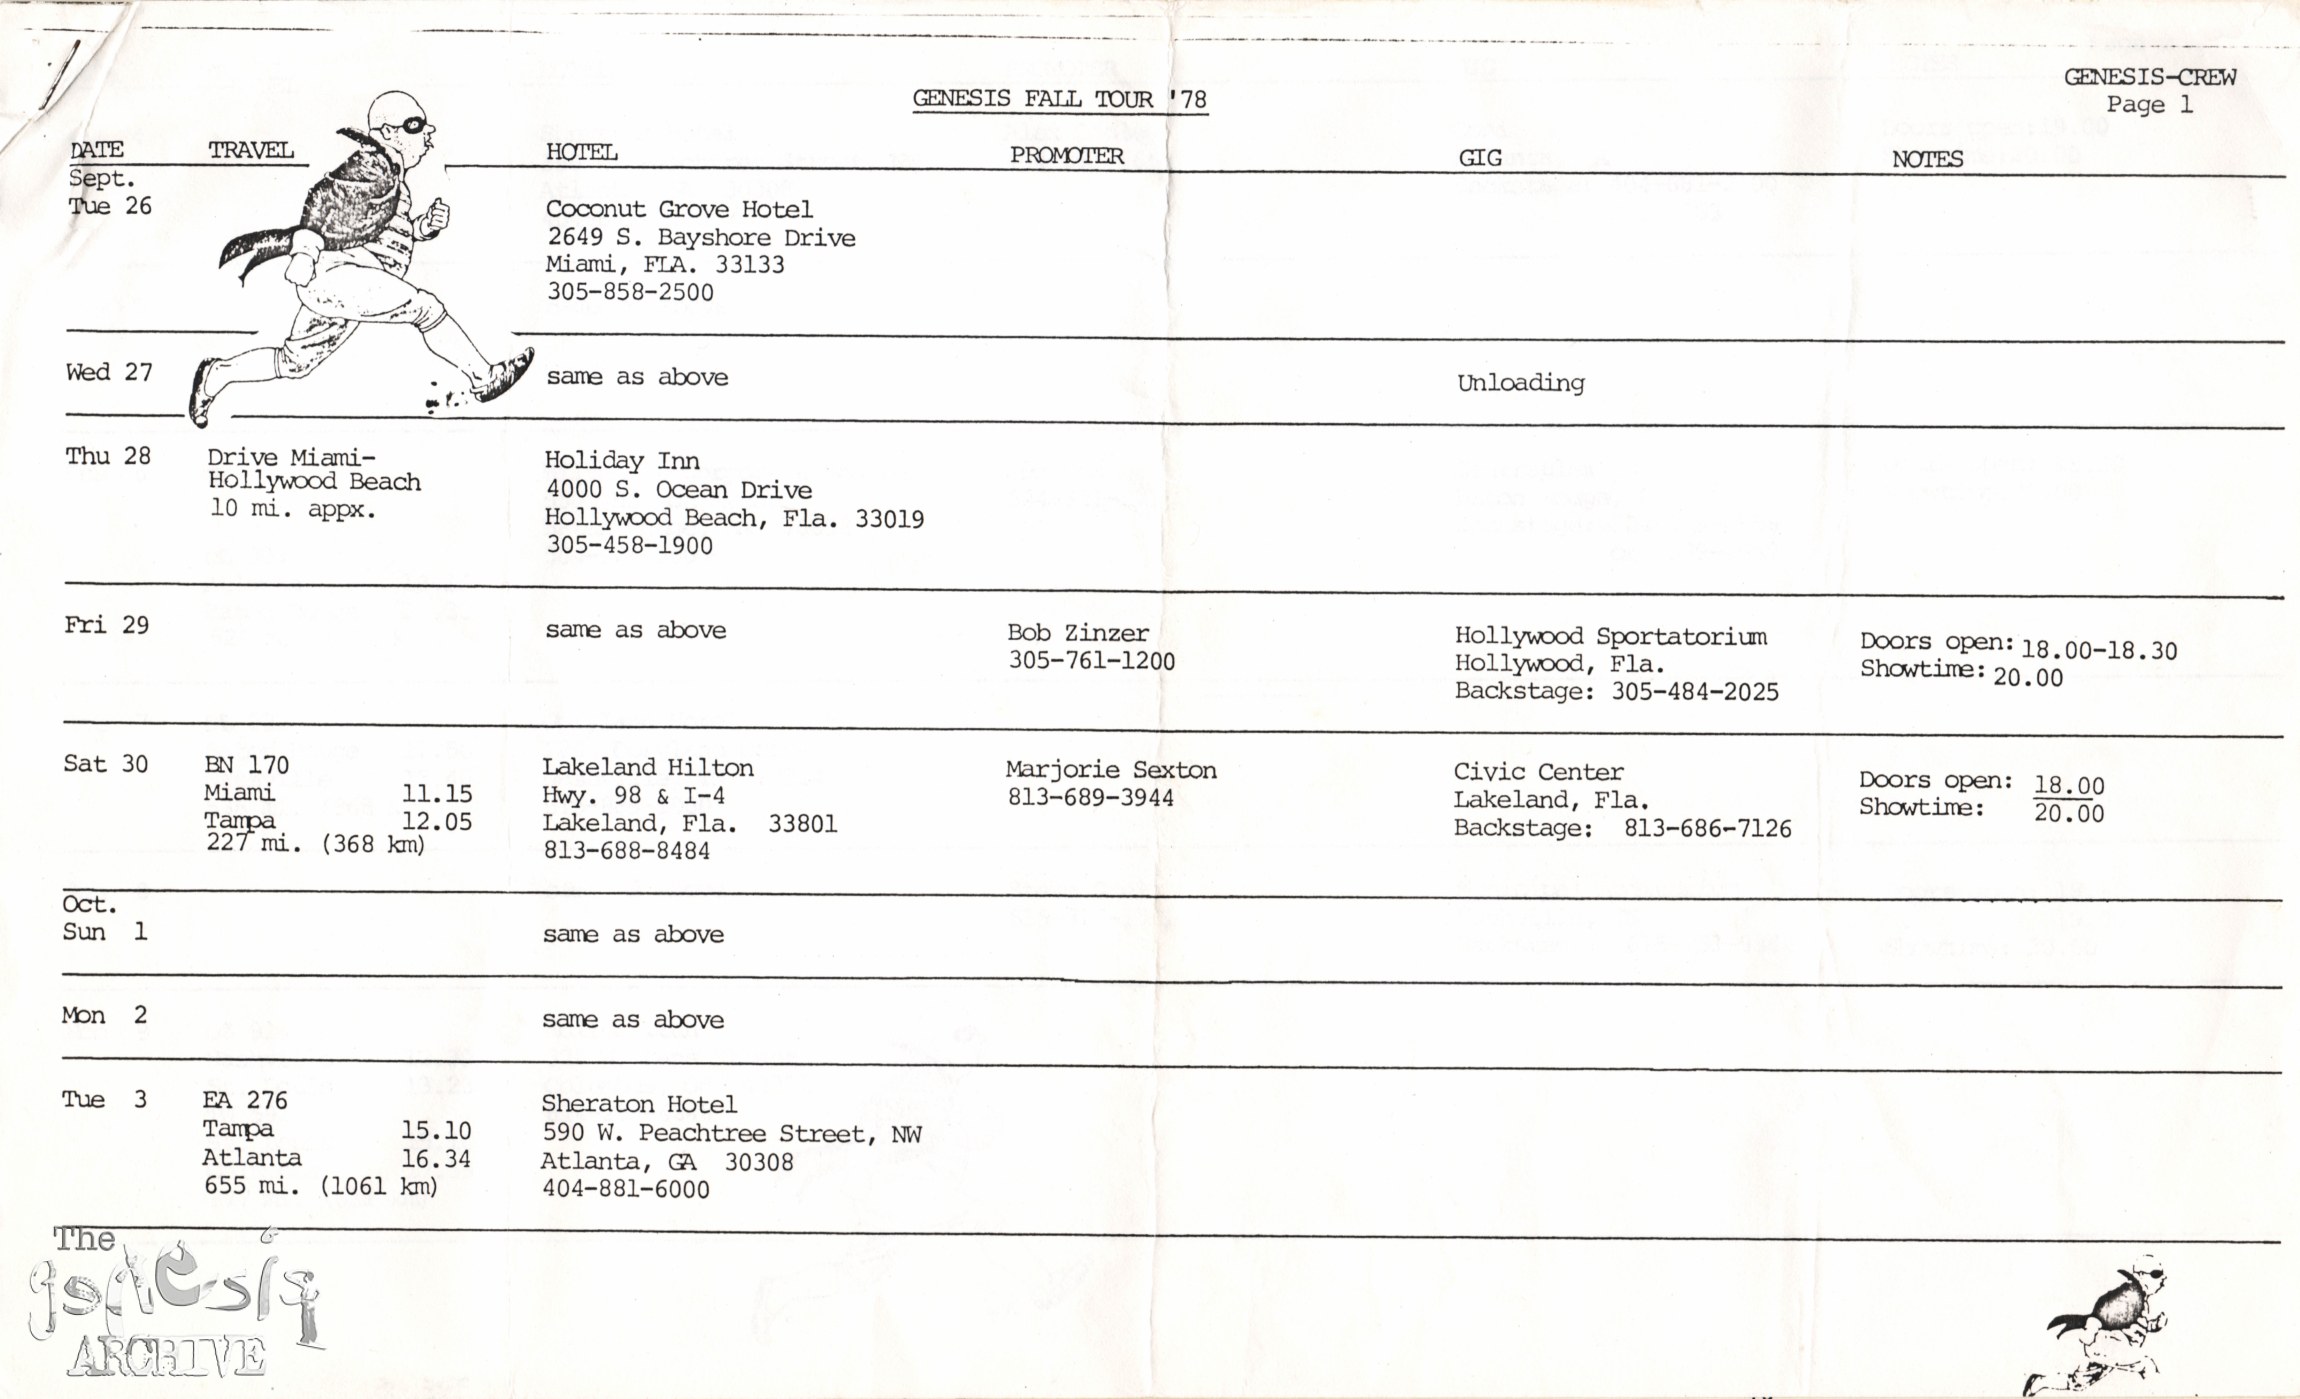 GENESIS-CREW
Page 1
GENESIS FALL TOUR '78
DATE TRAVEL HOTEL PROMOTER GIG NOTES
Sept.
Tue 26
Coconut Grove Hotel
2649 S. Bayshore Drive
Miami, FLA. 33133
305-858-2500
Wed 27 same as above Unloading
Thu 28
Drive Miami-
Hollywood Beach
10 mi. appx.
Holiday Inn
4000 S. Ocean Drive
Hollywood Beach, Fla. 33019
305-458-1900
Fri 29
same as above
Bob Zinzer
305-761-1200
Hollywood Sportatorium
Hollywood, Fla.
Backstage: 305-484-2025
Doors open: 18.00-18.30
Showtime: 20.00
Sat 30
BN 170
Miami 11.15
Tampa 12.05
227 mi. (368 km)
Lakeland Hilton
Hwy. 98 & I-4
Lakeland, Fla. 33801
813-688-8484
Marjorie Sexton
813-689-3944
Civic Center
Lakeland, Fla.
Backstage: 813-686-7126
Doors open: 18.00
Showtime: 20.00
Oct.
Sun 1 same as above
Mon 2 same as above
Tue 3
EA 276
Tampa 15.10
Atlanta 16.34
655 mi. (1061 km)
Sheraton Hotel
590 W. Peachtree Street, NW
Atlanta, GA 30308
404-881-6000
The
genesis
ARCHIVE